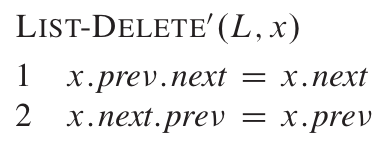 LIST-DELETE′(L, x)
1 x.prev.next = x.next
2 x.next.prev = x.prev